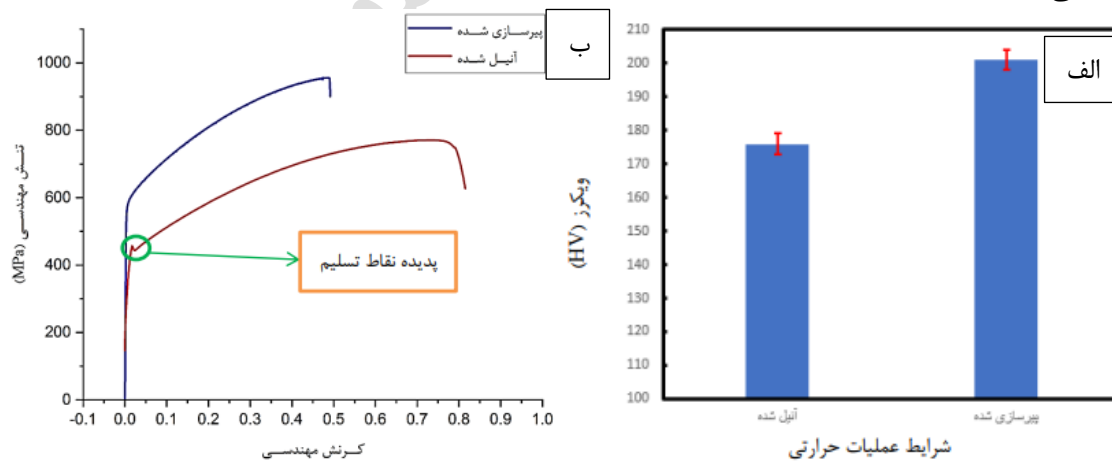 الف
ویکرز (HV)
210
200
190
180
170
160
150
140
130
120
110
100
آنیل شده
پیرسازی شده
شرایط عملیات حرارتی
ب
پیرسازی شده
آنیل شده
تنش مهندسی (MPa)
1000
800
600
400
200
0
پدیده نقاط تسلیم
-0.1 0.0 0.1 0.2 0.3 0.4 0.5 0.6 0.7 0.8 0.9 1.0
کرنش مهندسی